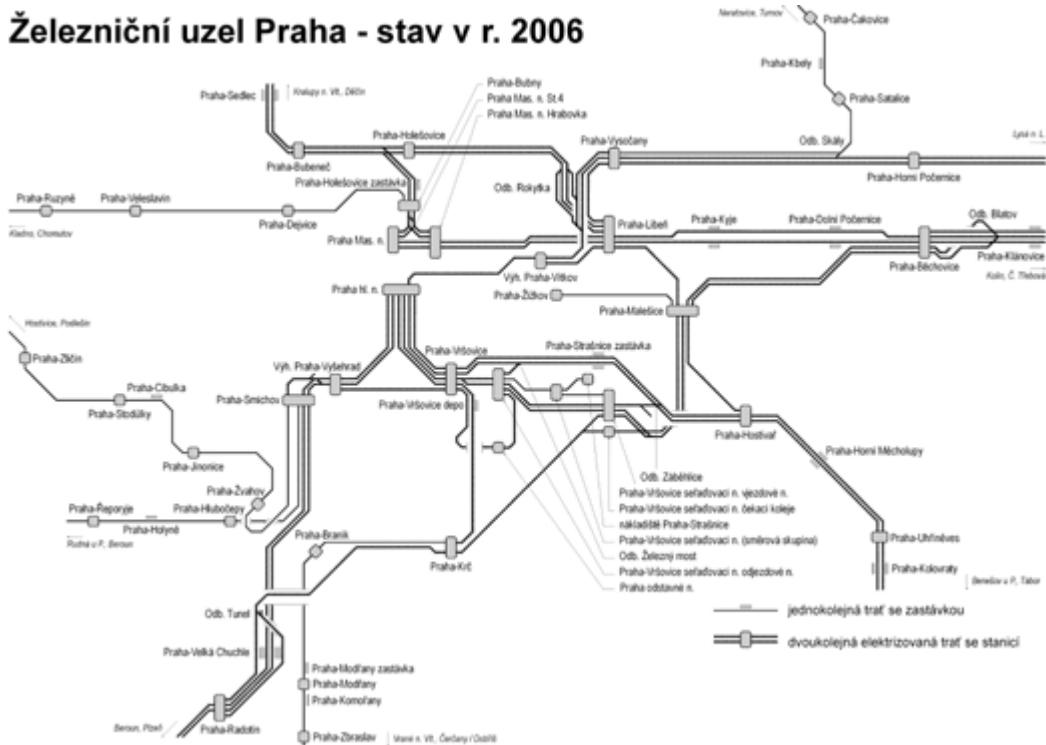 Železniční uzel Praha - stav v r. 2006
Neratovice, Turnov
Praha-Čakovice
Praha-Kbely
Praha-Satalice
Odb. Skály
Lysá n. L.
Praha-Sedlec
Kralupy n. Vlt., Děčín
Praha-Bubny
Praha Mas. n. St.4
Praha Mas. n. Hrabovka
Praha-Holešovice
Praha-Vysočany
Praha-Bubeneč
Praha-Holešovice zastávka
Odb. Rokytka
Praha-Horní Počernice
Praha-Ruzyně
Praha-Veleslavín
Praha-Dejvice
Kladno, Chomutov
Praha Mas. n.
Praha-Libeň
Praha-Kyje
Praha-Dolní Počernice
Odb. Blatov
Praha-Běchovice
Praha-Klánovice
Kolín, Č. Třebová
Výh. Praha-Vítkov
Praha hl. n.
Praha-Žižkov
Praha-Malešice
Hostivice, Podlešín
Praha-Zličín
Praha-Cibulka
Praha-Stodůlky
Praha-Jinonice
Praha-Žvahov
Výh. Praha-Vyšehrad
Praha-Smíchov
Praha-Vršovice
Praha-Vršovice depo
Praha-Strašnice zastávka
Praha-Hostivař
Praha-Horní Měcholupy
Odb. Záběhlice
Praha-Vršovice seřaďovací n. vjezdové n.
Praha-Vršovice seřaďovací n. čekací koleje
nákladiště Praha-Strašnice
Praha-Vršovice seřaďovací n. (směrová skupina)
Odb. Železný most
Praha-Vršovice seřaďovací n. odjezdové n.
Praha odstavné n.
Praha-Řeporyje
Praha-Hlubočepy
Praha-Holyně
Rudná u P., Beroun
Praha-Braník
Praha-Krč
Praha-Uhříněves
Praha-Kolovraty
Benešov u P., Tábor
Odb. Tunel
Praha-Velká Chuchle
Praha-Modřany zastávka
Praha-Modřany
Praha-Komořany
Praha-Radotín
Beroun, Plzeň
Praha-Zbraslav
Vrané n. Vlt., Čerčany / Dobříš
jednokolejná trať se zastávkou
dvoukolejná elektrizovaná trať se stanicí